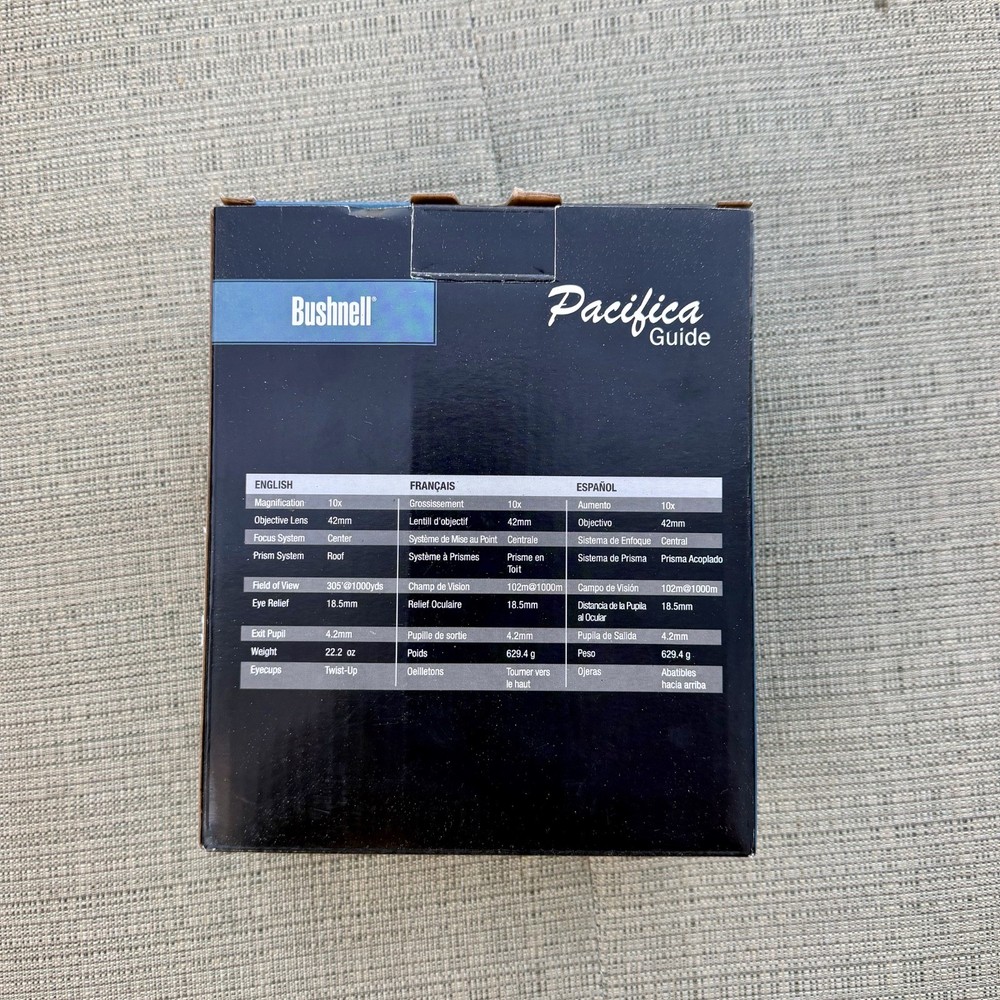 Bushnell®
Pacifica
Guide
ENGLISH FRANÇAIS ESPAÑOL
Magnification 10x Grossissement 10x Aumento 10x
Objective Lens 42mm Lentill d'objectif 42mm Objectivo 42mm
Focus System Center Système de Mise au Point Centrale Sistema de Enfoque Central
Prism System Roof Système à Prismes Prisme en Toit Sistema de Prisma Prisma Acoplado
Field of View 305'@1000yds Champ de Vision 102m@1000m Campo de Visión 102m@1000m
Eye Relief 18.5mm Relief Oculaire 18.5mm Distancia de la Pupila al Ocular 18.5mm
Exit Pupil 4.2mm Pupille de sortie 4.2mm Pupila de Salida 4.2mm
Weight 22.2 oz Poids 629.4 g Peso 629.4 g
Eyecups Twist-Up Oeilletons Tourner vers le haut Ojeras Abatibles hacia arriba